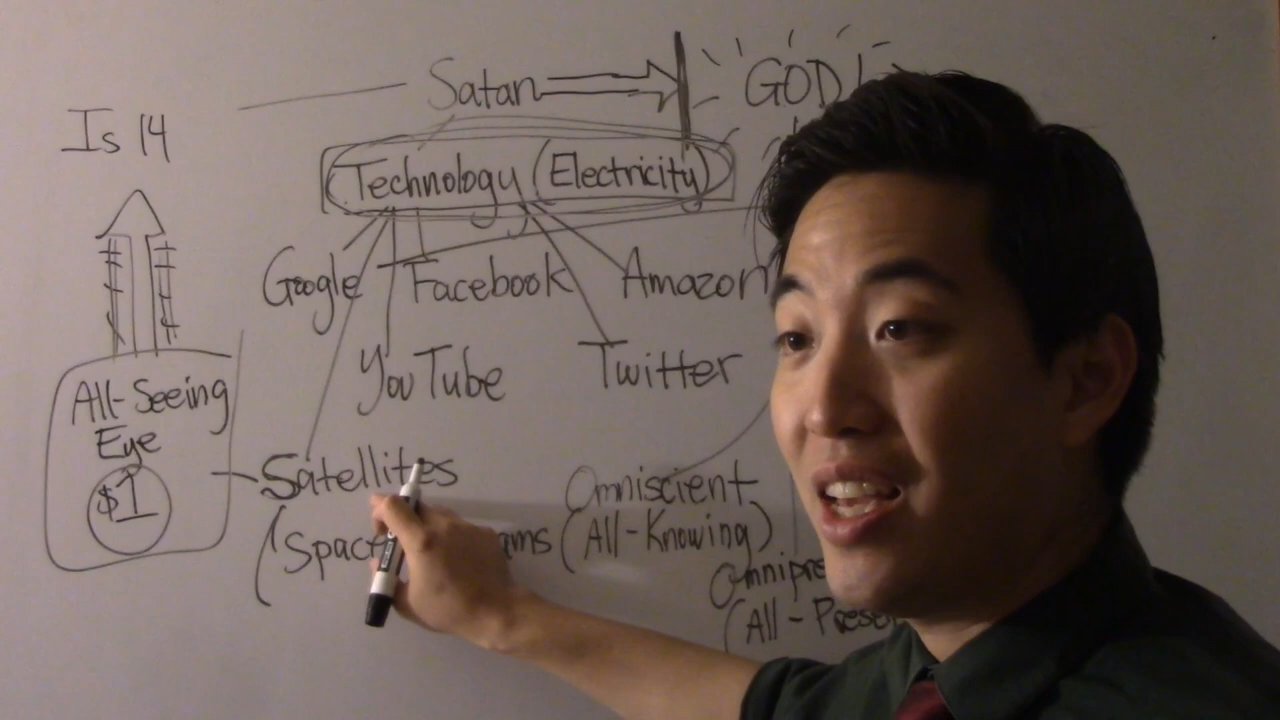 Satan GOD!
Is 14
Technology (Electricity)
Google Facebook Amazon
YouTube Twitter
All-Seeing
Eye
$1
Satellites
Omniscient
(All-Knowing)